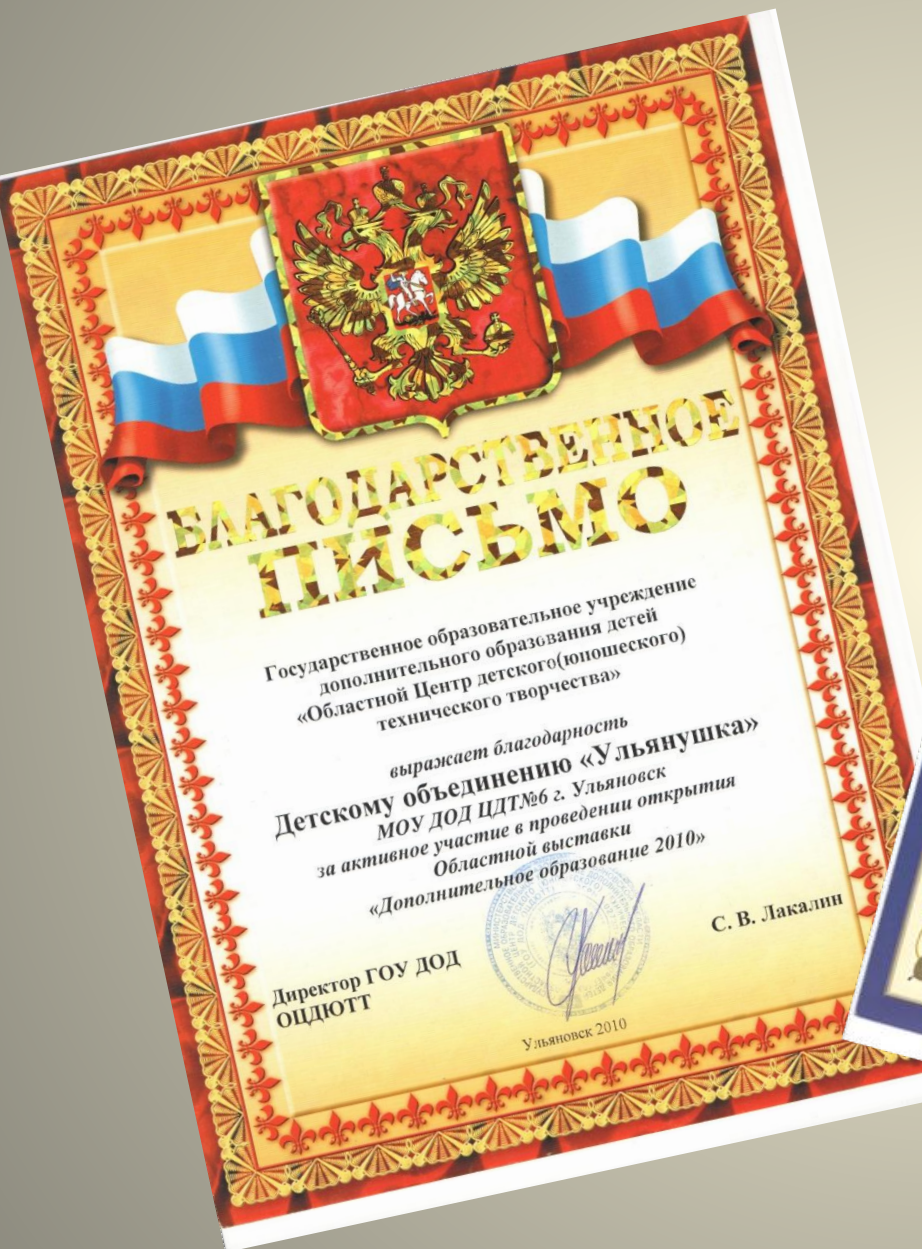 БЛАГОДАРСТВЕННОЕ
ПИСЬМО
Государственное образовательное учреждение
дополнительного образования детей
«Областной Центр детского(юношеского)
технического творчества»
выражает благодарность
Детскому объединению «Ульянушка»
МОУ ДОД ЦДТ№6 г. Ульяновск
за активное участие в проведении открытия
Областной выставки
«Дополнительное образование 2010»
Директор ГОУ ДОД
ОЦДЮТТ
С. В. Лакалин
Ульяновск 2010